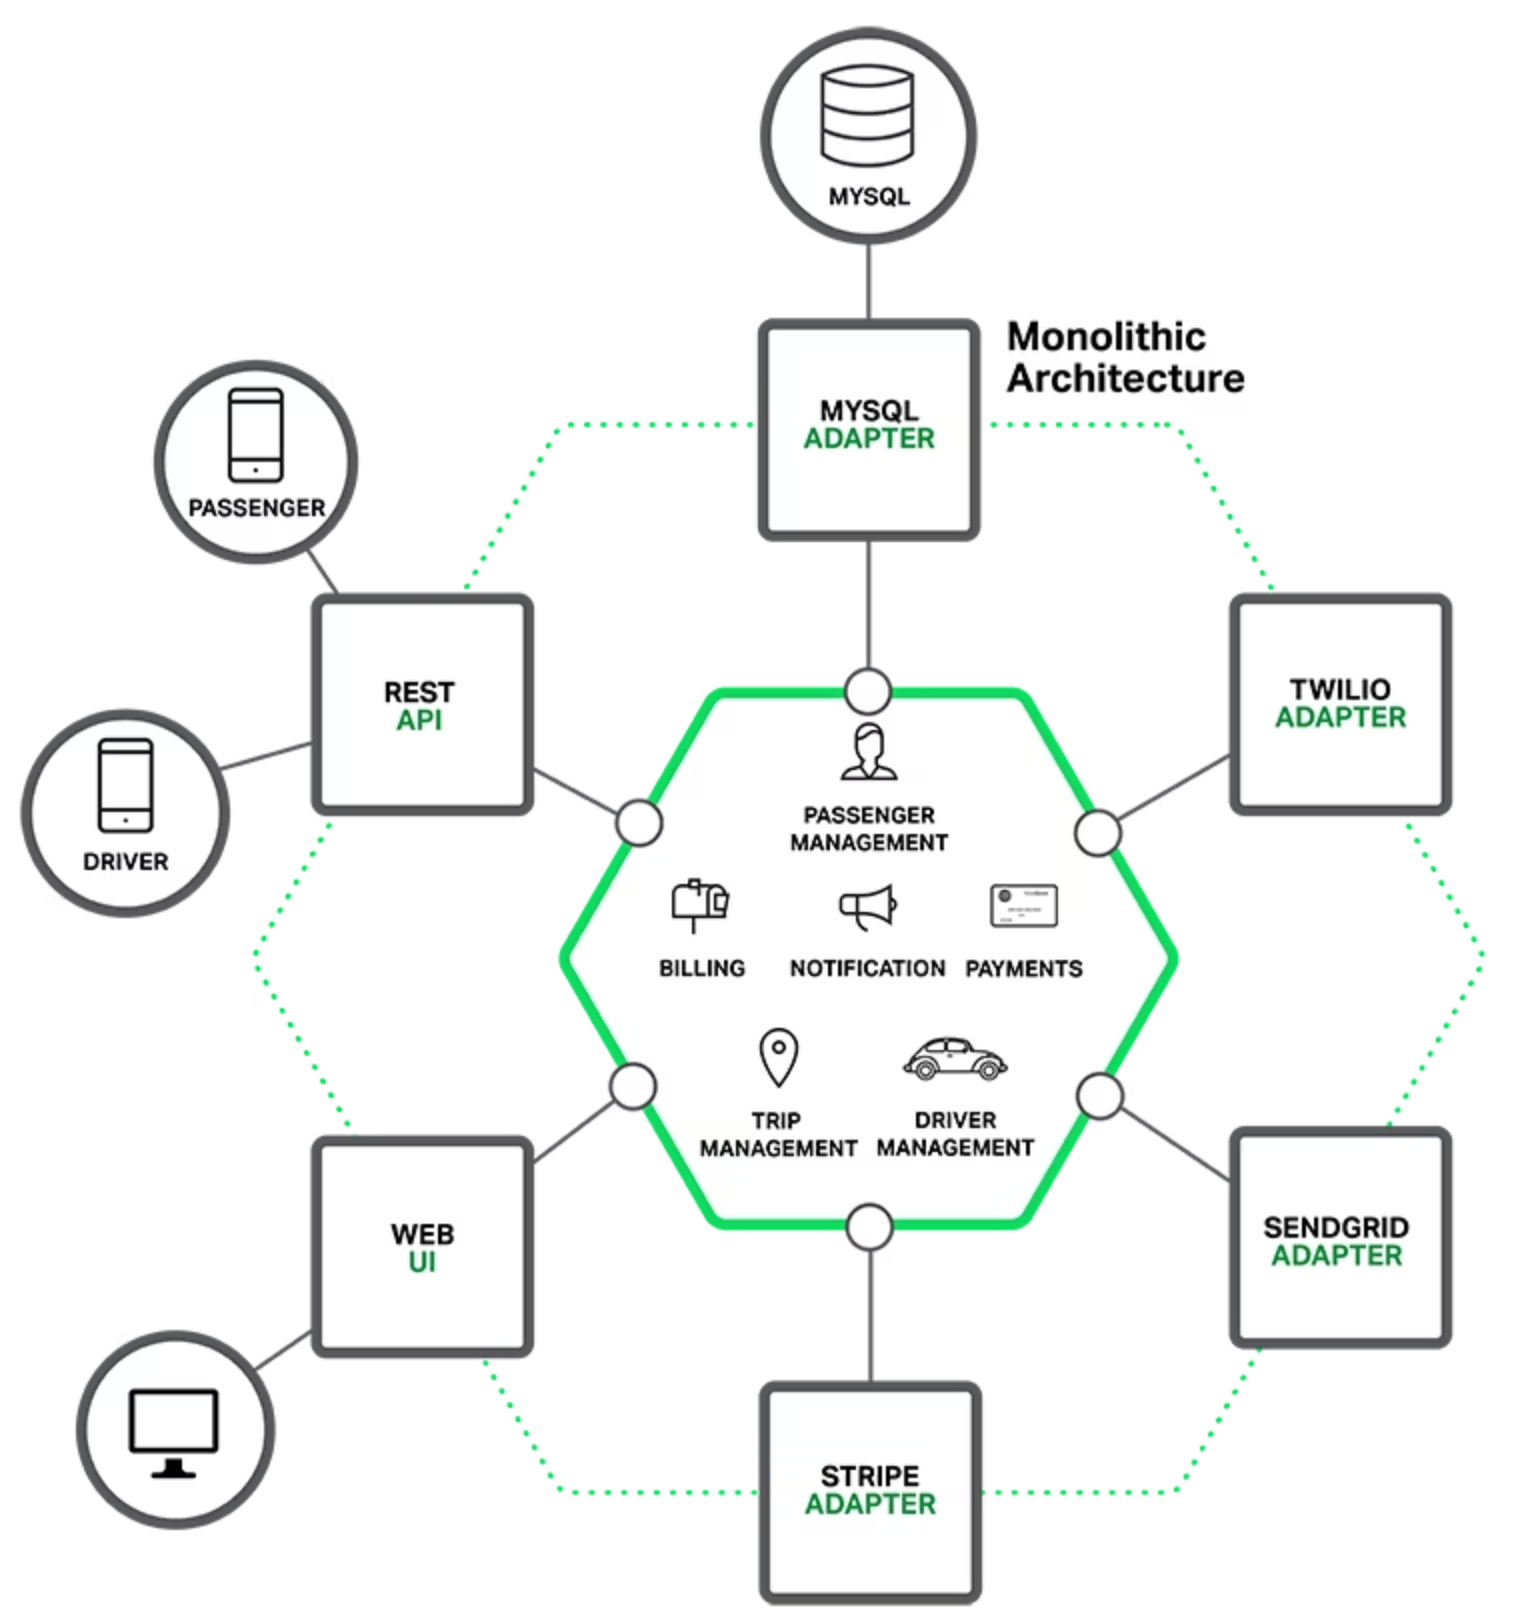 MYSQL
Monolithic
Architecture
MYSQL
ADAPTER
PASSENGER
REST
API
TWILIO
ADAPTER
DRIVER
PASSENGER
MANAGEMENT
BILLING
NOTIFICATION
PAYMENTS
TRIP
MANAGEMENT
DRIVER
MANAGEMENT
WEB
UI
SENDGRID
ADAPTER
STRIPE
ADAPTER